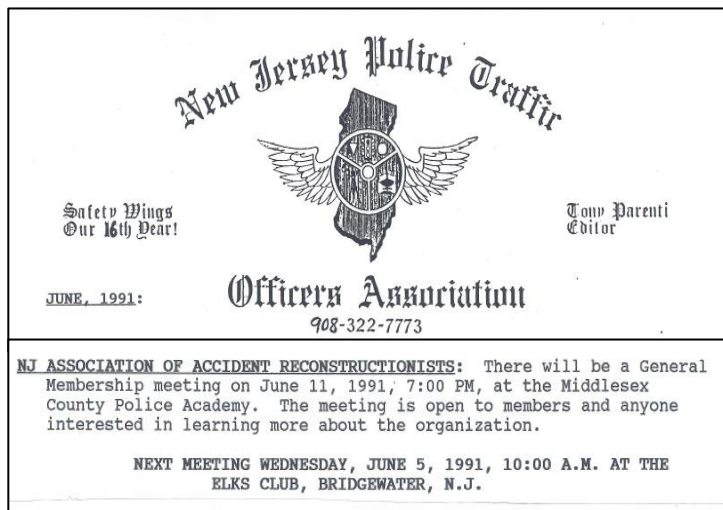 New Jersey Police Traffic
Safety Wings
Our 16th Year!
Tony Parenti
Editor
JUNE, 1991:
Officers Association
908-322-7773
NJ ASSOCIATION OF ACCIDENT RECONSTRUCTIONISTS: There will be a General
Membership meeting on June 11, 1991, 7:00 PM, at the Middlesex
County Police Academy. The meeting is open to members and anyone
interested in learning more about the organization.
NEXT MEETING WEDNESDAY, JUNE 5, 1991, 10:00 A.M. AT THE
ELKS CLUB, BRIDGEWATER, N.J.